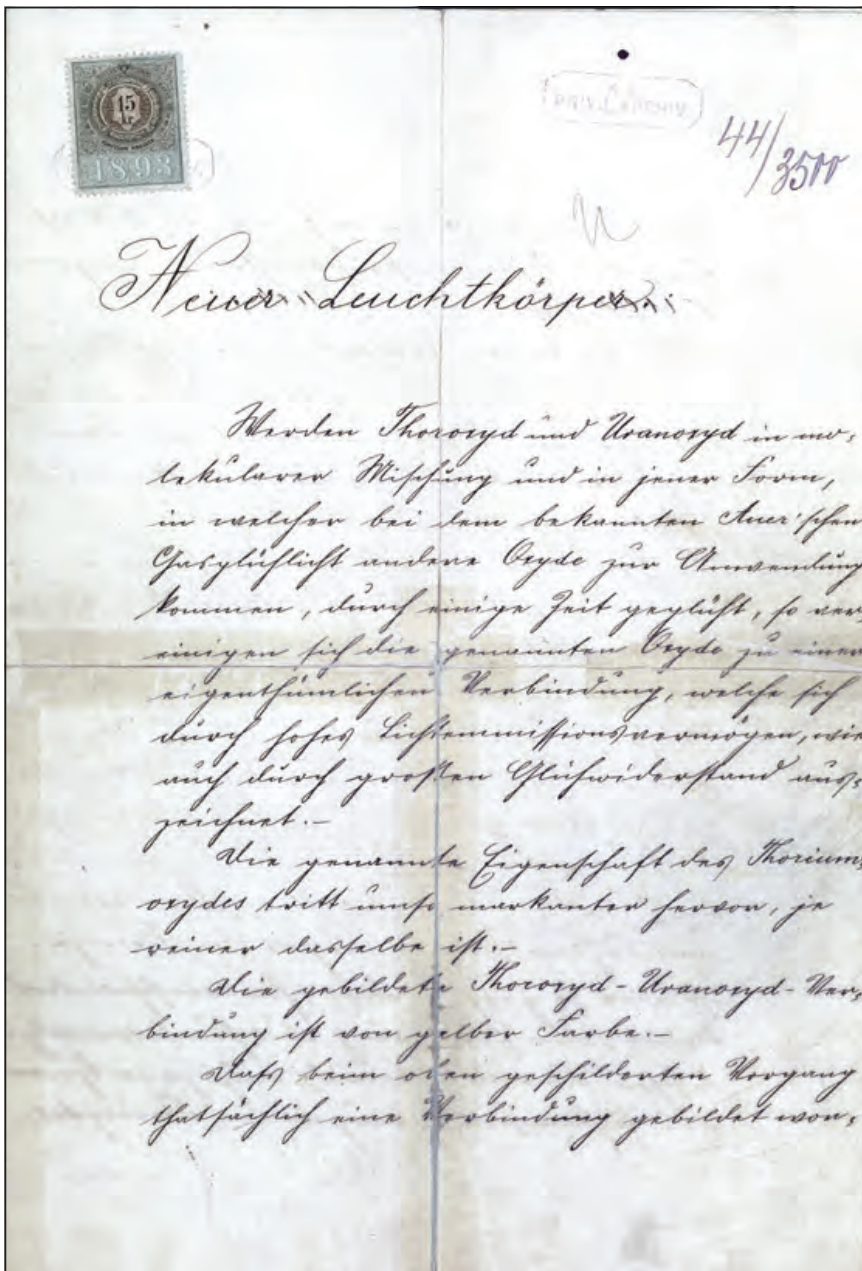 15
kr
1893
PRIV.
44/3500
Neuer Leuchtkörper.
Werden Thoroxyd und Uranoxyd in mo-
lekularer Mischung und in jener Form,
in welcher bei dem bekannten Auer'schen
Gasglühlicht andere Oxyde zur Anwendung
kommen, durch einige Zeit geglüht, so ver-
einigen sich die genannten Oxyde zu einer
eigenthümlichen Verbindung, welche sich
durch hohes Lichtemmissionsvermögen, wie
auch durch großen Glühwiderstand aus-
zeichnet.-
Die genannte Eigenschaft des Thorium-
oxydes tritt umso markanter hervor, je
reiner dasselbe ist.-
Die gebildete Thoroxyd-Uranoxyd-Ver-
bindung ist von gelber Farbe.-
Dass beim oben geschilderten Vorgang
thatsächlich eine Verbindung gebildet wor-